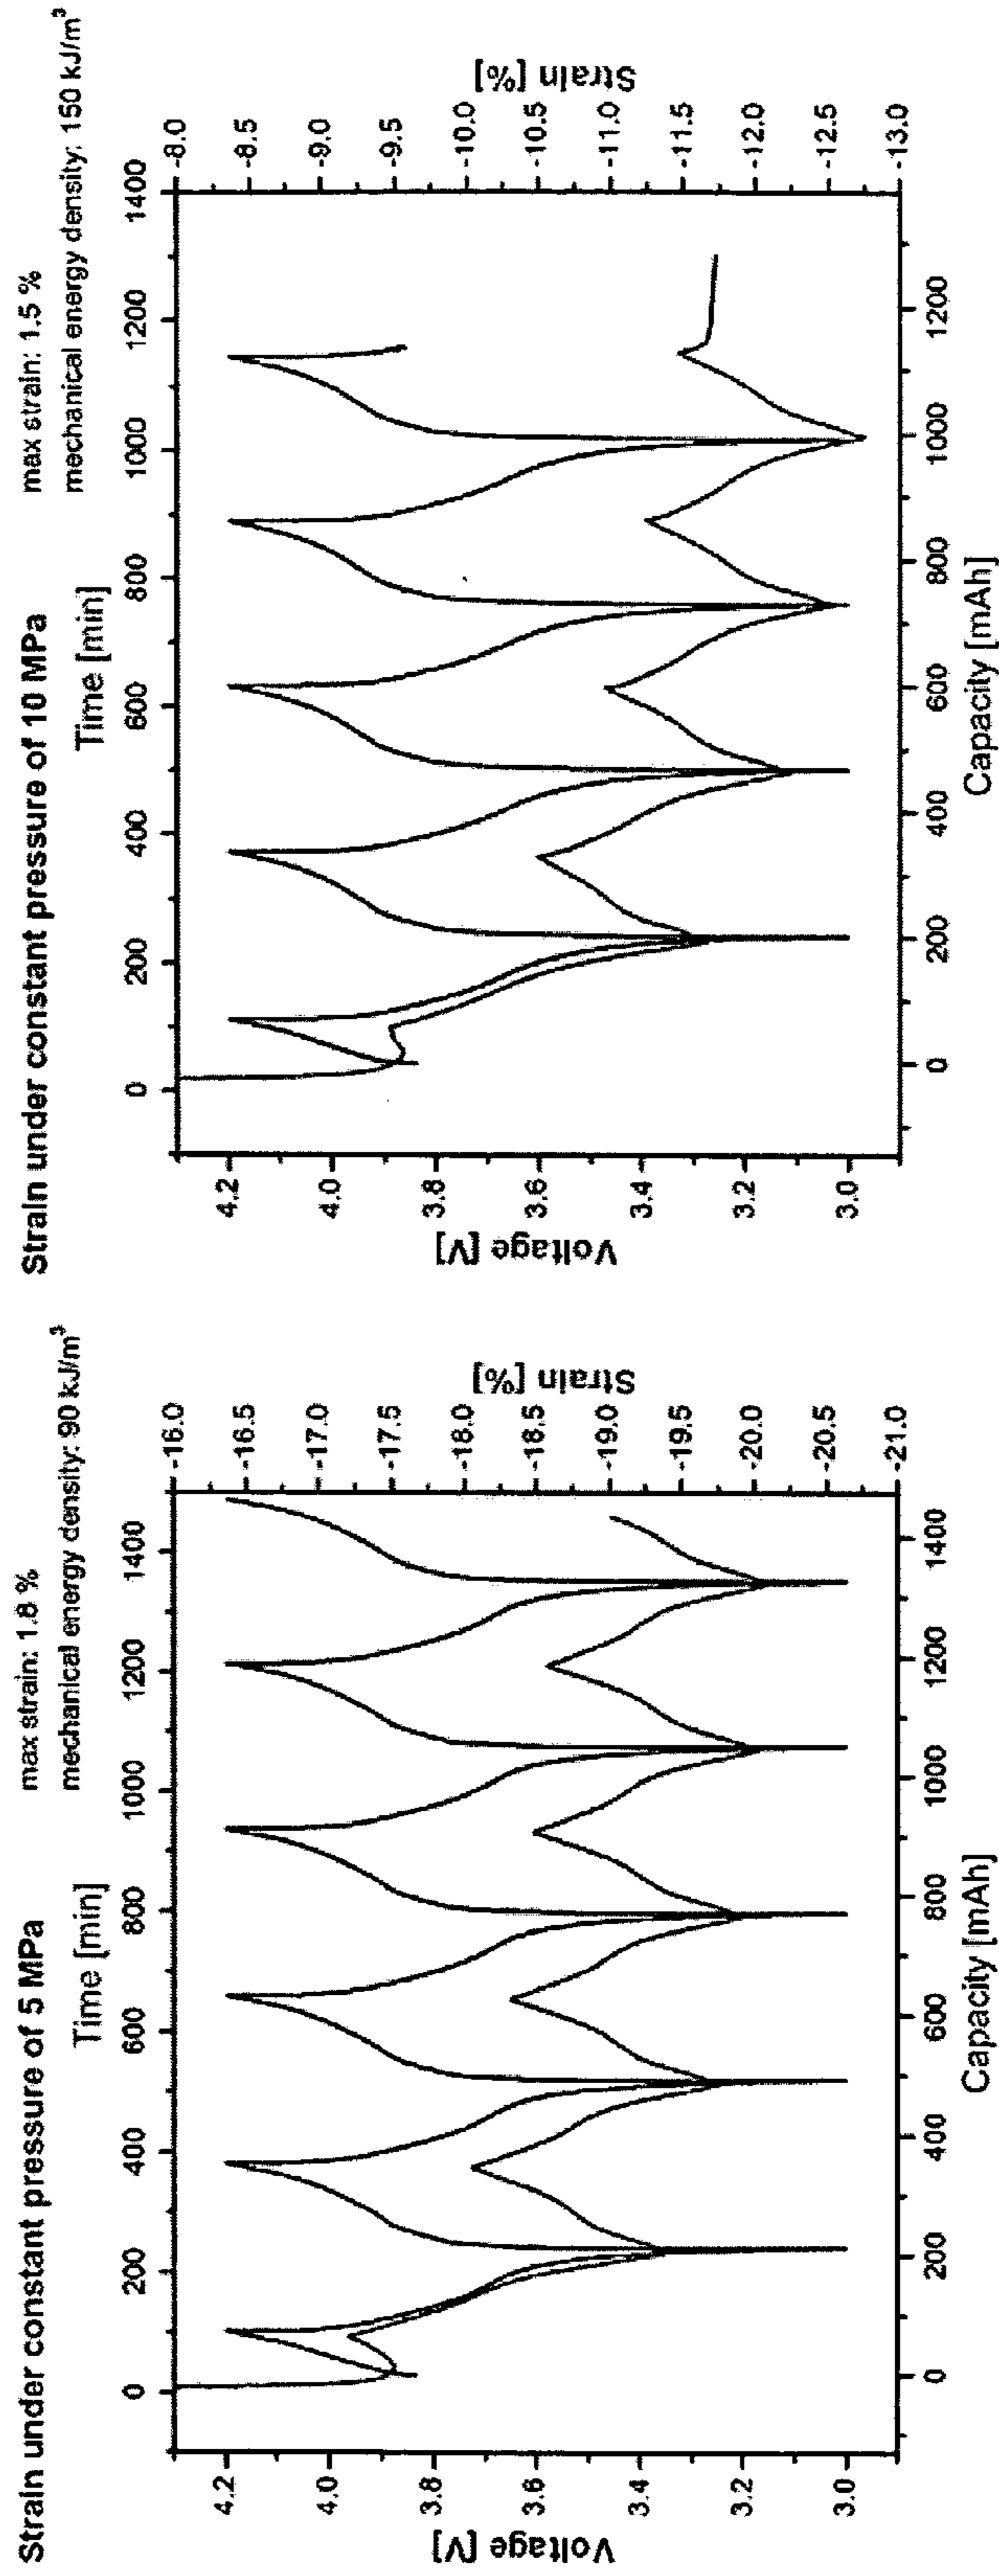 Strain under constant pressure of 5 MPa
max strain: 1.8 %
mechanical energy density: 90 kJ/m³
Time [min]
0 200 400 600 800 1000 1200 1400
Voltage [V]
4.2
4.0
3.8
3.6
3.4
3.2
3.0
Strain [%]
-16.0
-16.5
-17.0
-17.5
-18.0
-18.5
-19.0
-19.5
-20.0
-20.5
-21.0
0 200 400 600 800 1000 1200 1400
Capacity [mAh]
Strain under constant pressure of 10 MPa
max strain: 1.5 %
mechanical energy density: 150 kJ/m³
Time [min]
0 200 400 600 800 1000 1200 1400
Voltage [V]
4.2
4.0
3.8
3.6
3.4
3.2
3.0
Strain [%]
-8.0
-8.5
-9.0
-9.5
-10.0
-10.5
-11.0
-11.5
-12.0
-12.5
-13.0
0 200 400 600 800 1000 1200
Capacity [mAh]